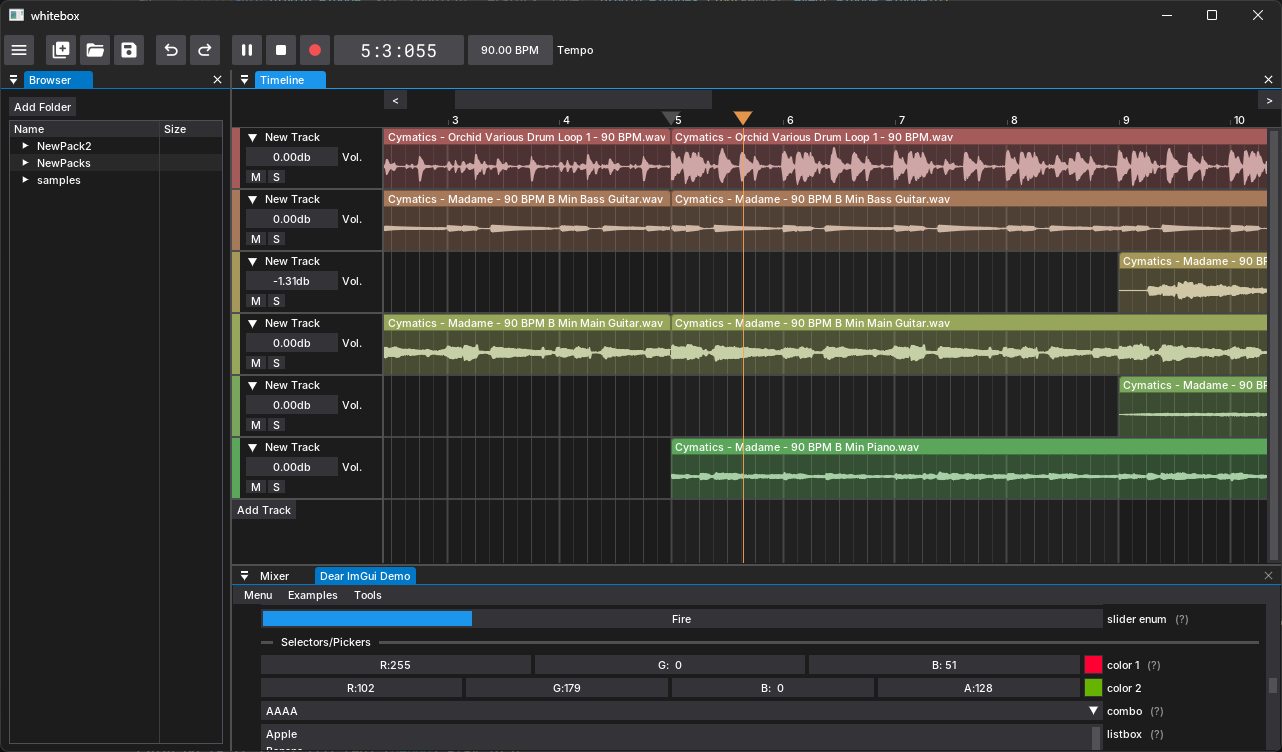 whitebox
5:3:055
90.00 BPM
Tempo
Browser
Timeline
Add Folder
<
>
Name
Size
NewPack2
NewPacks
samples
3
4
5
6
7
8
9
10
New Track
0.00db
Vol.
M
S
Cymatics - Orchid Various Drum Loop 1 - 90 BPM.wav
Cymatics - Orchid Various Drum Loop 1 - 90 BPM.wav
New Track
0.00db
Vol.
M
S
Cymatics - Madame - 90 BPM B Min Bass Guitar.wav
Cymatics - Madame - 90 BPM B Min Bass Guitar.wav
New Track
-1.31db
Vol.
M
S
Cymatics - Madame - 90 BP
New Track
0.00db
Vol.
M
S
Cymatics - Madame - 90 BPM B Min Main Guitar.wav
Cymatics - Madame - 90 BPM B Min Main Guitar.wav
New Track
0.00db
Vol.
M
S
Cymatics - Madame - 90 BP
New Track
0.00db
Vol.
M
S
Cymatics - Madame - 90 BPM B Min Piano.wav
Add Track
Mixer
Dear ImGui Demo
Menu
Examples
Tools
Fire
slider enum (?)
Selectors/Pickers
R:255
G: 0
B: 51
color 1 (?)
R:102
G:179
B: 0
A:128
color 2
AAAA
combo (?)
Apple
listbox (?)